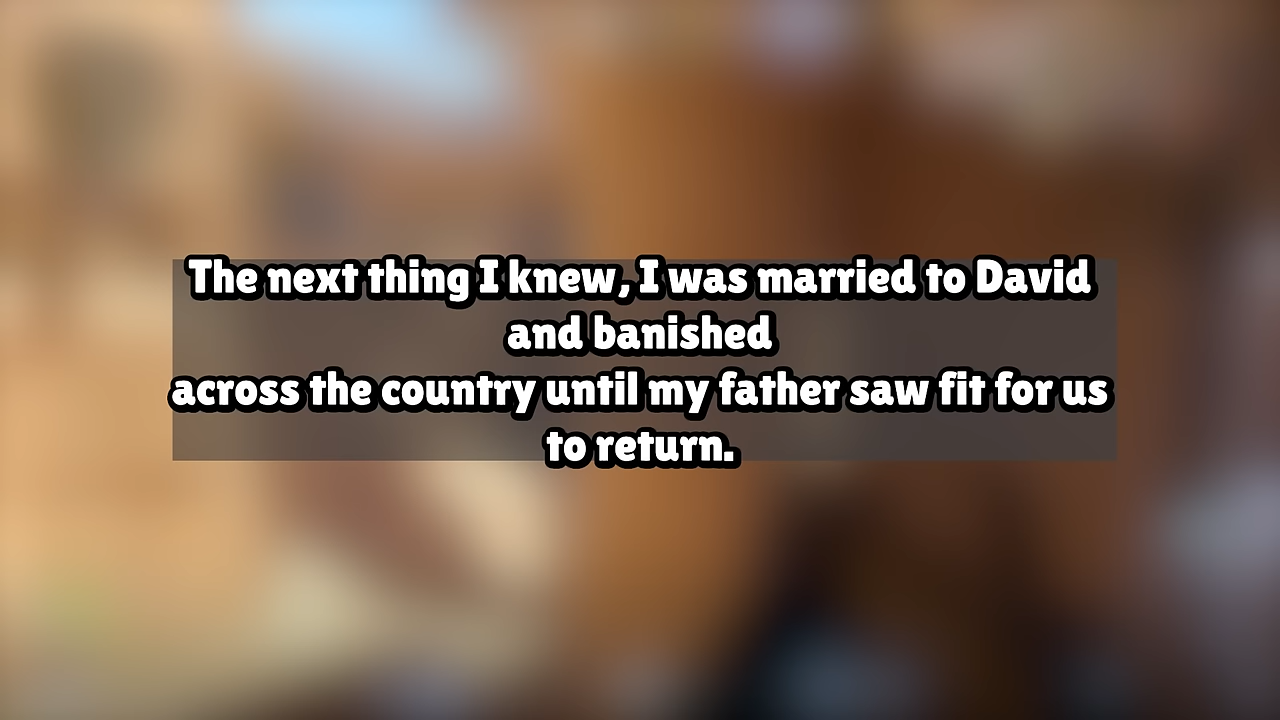 The next thing I knew, I was married to David
and banished
across the country until my father saw fit for us
to return.